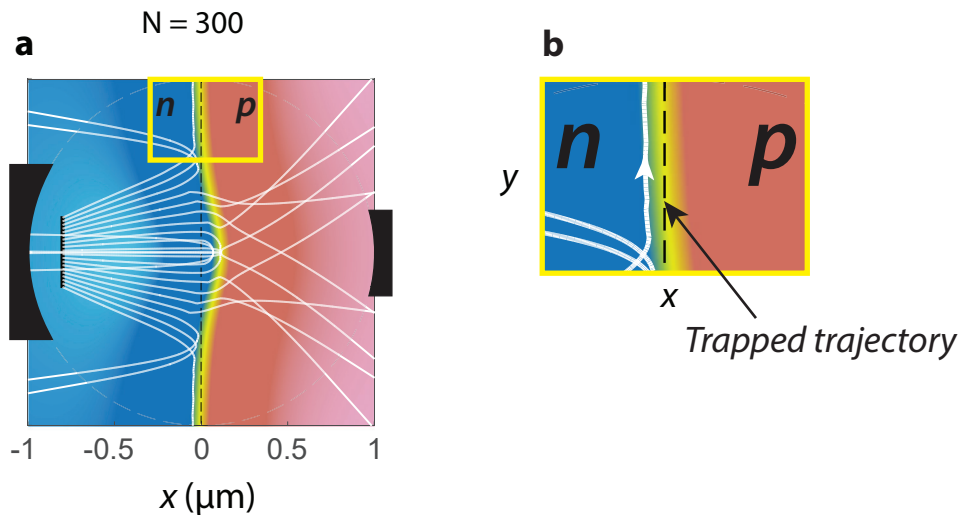 N = 300
a
n
p
-1
-0.5
0
0.5
1
x (μm)
b
n
p
y
x
Trapped trajectory